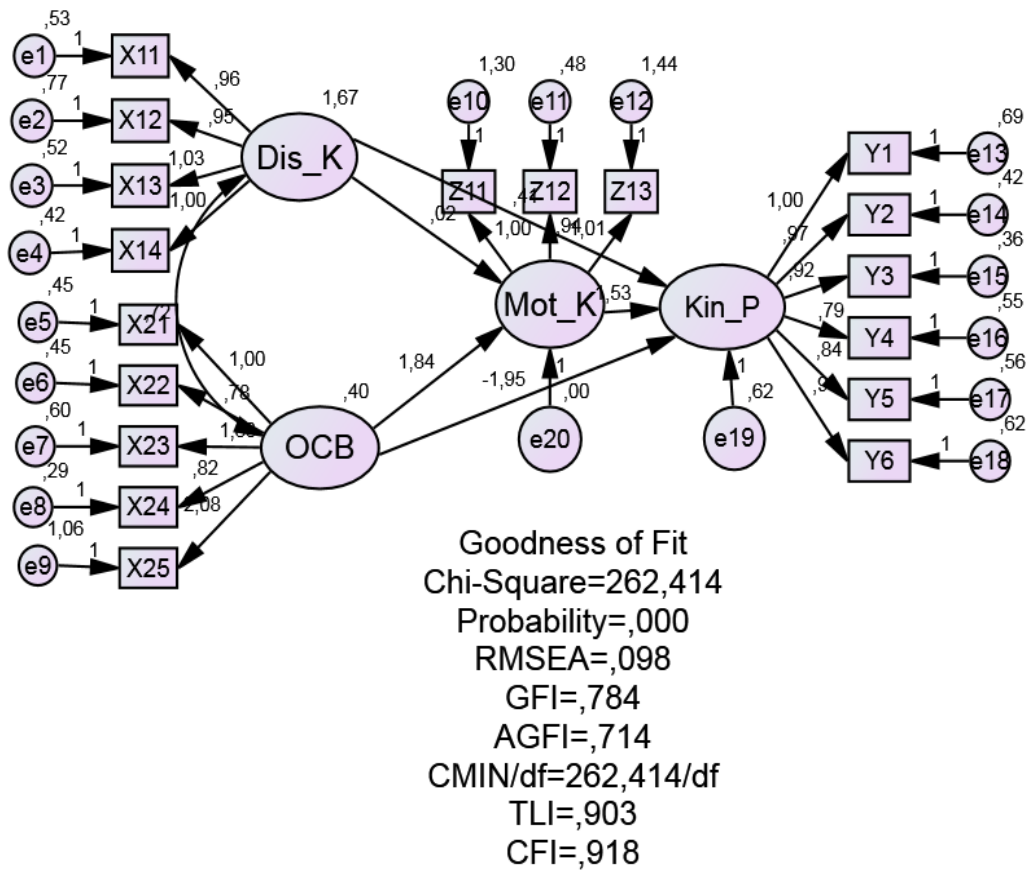 ,53
e1 1 X11
,96
,77
e2 1 X12
,95
1,67
Dis_K
,52
e3 1 X13
1,03
1,00
,42
e4 1 X14
,45
e5 1 X21
,72
1,00
,45
e6 1 X22
,78
,60
e7 1 X23
,40
OCB
,29
e8 1 X24
,82
2,08
1,06
e9 1 X25
1,30 ,48 1,44
e10 e11 e12
1 1 1
Z11 Z12 Z13
,02
1,00 ,94 1,01
Mot_K
1,53
1,84
-1,95
1
,00
e20
Kin_P
1
,62
e19
,69
Y1 1 e13
1,00
,42
Y2 1 e14
,97
,36
Y3 1 e15
,92
,55
Y4 1 e16
,79
,56
Y5 1 e17
,84
,62
Y6 1 e18
Goodness of Fit
Chi-Square=262,414
Probability=,000
RMSEA=,098
GFI=,784
AGFI=,714
CMIN/df=262,414/df
TLI=,903
CFI=,918